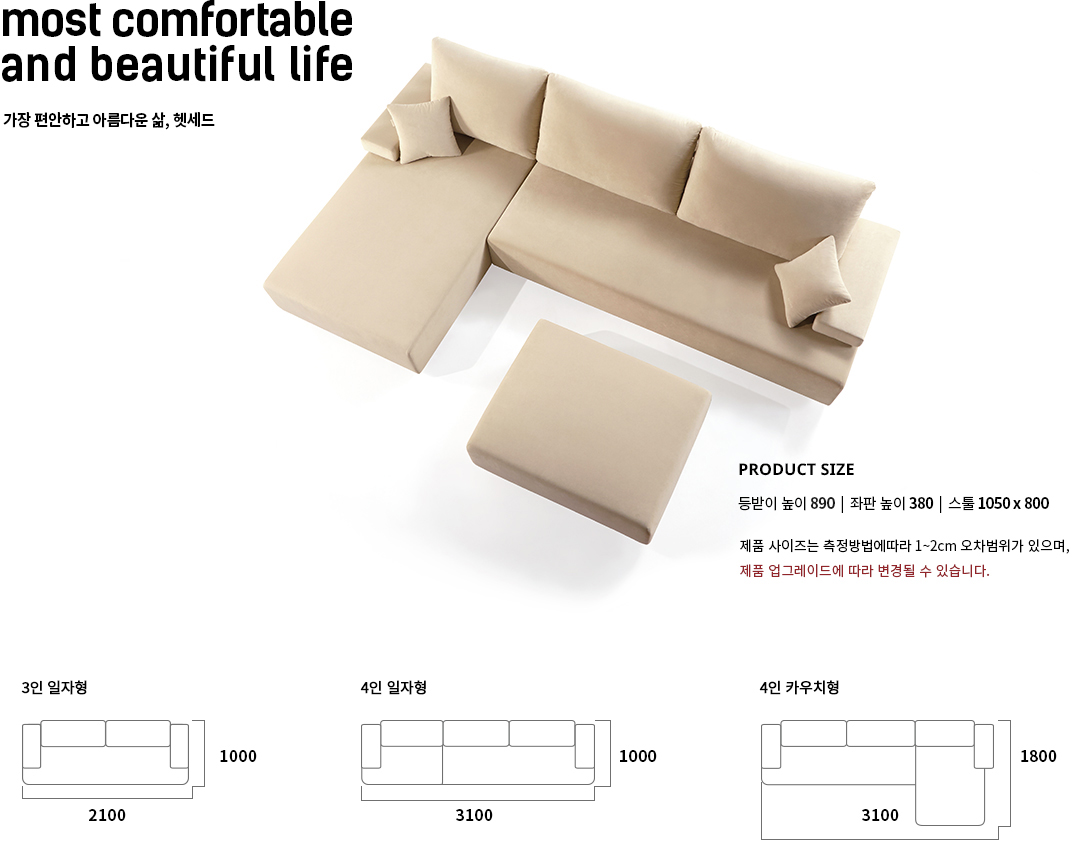 most comfortable
and beautiful life
가장 편안하고 아름다운 삶, 헷세드
PRODUCT SIZE
등받이 높이 890 | 좌판 높이 380 | 스툴 1050 x 800
제품 사이즈는 측정방법에따라 1~2cm 오차범위가 있으며,
제품 업그레이드에 따라 변경될 수 있습니다.
3인 일자형
1000
2100
4인 일자형
1000
3100
4인 카우치형
1800
3100